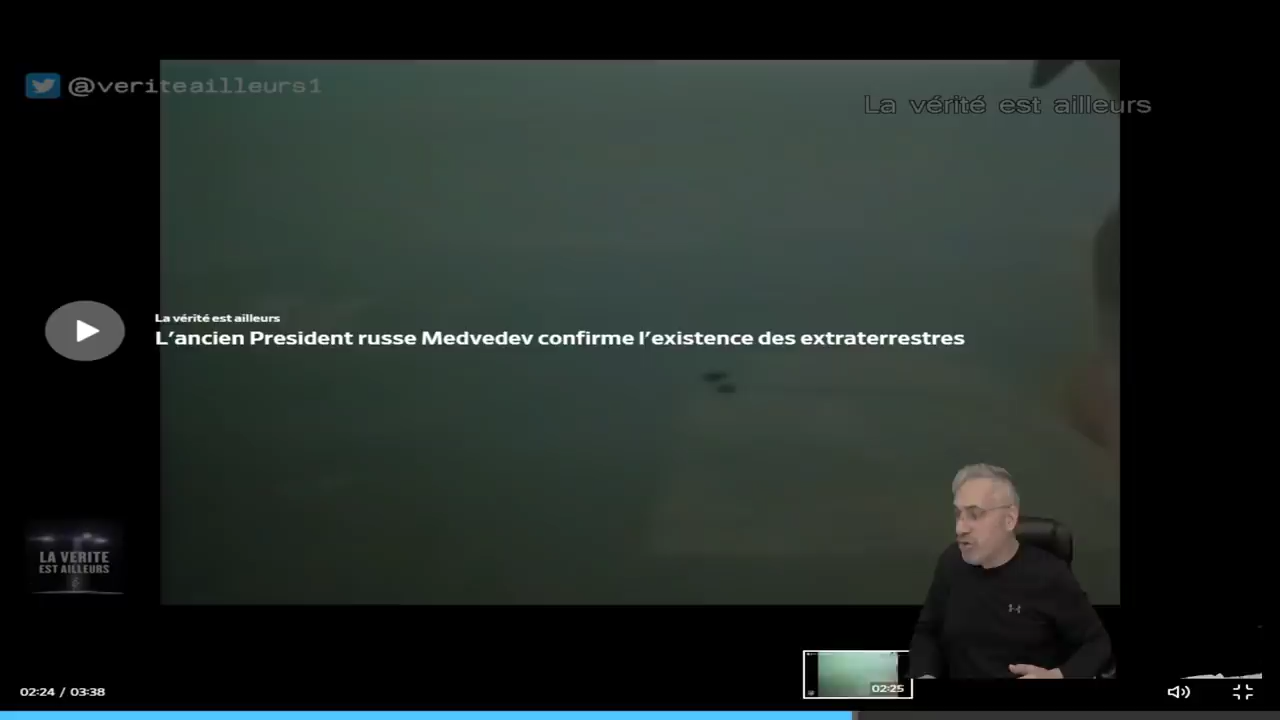 @veriteailleurs1
La vérité est ailleurs
La vérité est ailleurs
L'ancien President russe Medvedev confirme l'existence des extraterrestres
LA VERITE
EST AILLEURS
02:25
02:24 / 03:38